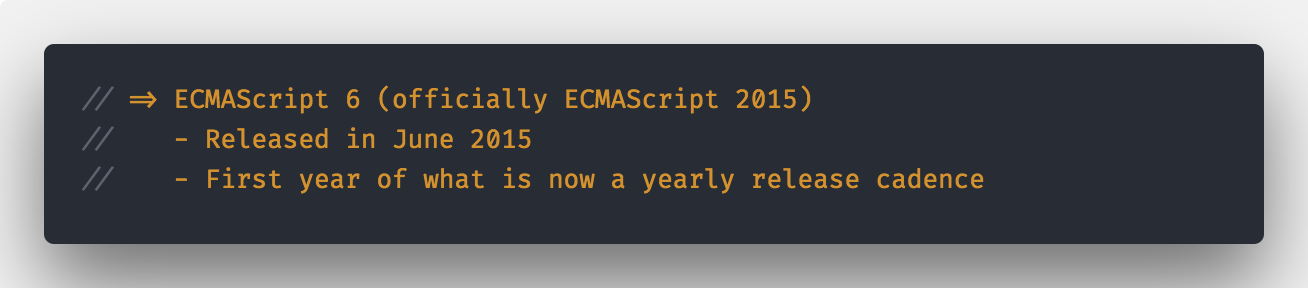 // => ECMAScript 6 (officially ECMAScript 2015)
//    - Released in June 2015
//    - First year of what is now a yearly release cadence